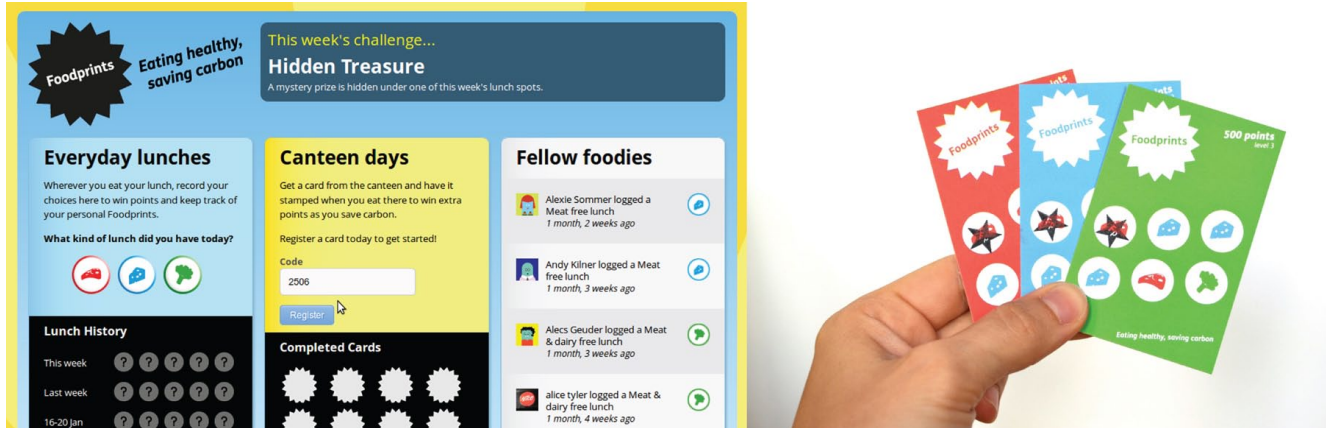 Foodprints
Eating healthy,
saving carbon
This week's challenge...
Hidden Treasure
A mystery prize is hidden under one of this week's lunch spots.
Everyday lunches
Wherever you eat your lunch, record your
choices here to win points and keep track of
your personal Foodprints.
What kind of lunch did you have today?
Lunch History
This week ? ? ? ? ?
Last week ? ? ? ? ?
16-20 Jan ? ? ? ? ?
Canteen days
Get a card from the canteen and have it
stamped when you eat there to win extra
points as you save carbon.
Register a card today to get started!
Code
2506
Register
Completed Cards
Fellow foodies
Alexie Sommer logged a
Meat free lunch
1 month, 2 weeks ago
Andy Kilner logged a Meat
free lunch
1 month, 3 weeks ago
Alecs Geuder logged a Meat
& dairy free lunch
1 month, 3 weeks ago
alice tyler logged a Meat &
dairy free lunch
1 month, 4 weeks ago
Foodprints
Foodprints
Foodprints
500 points
level 3
Eating healthy, saving carbon